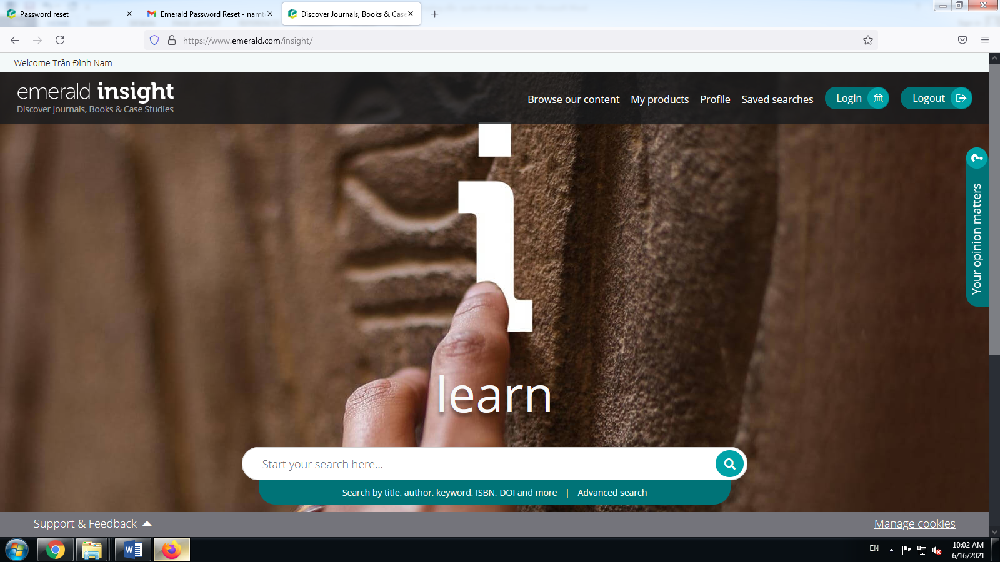 Password reset
Emerald Password Reset - namt
Discover Journals, Books & Cas
https://www.emerald.com/insight/
Welcome Trần Đình Nam
emerald insight
Discover Journals, Books & Case Studies
Browse our content
My products
Profile
Saved searches
Login
Logout
Your opinion matters
i
learn
Start your search here...
Search by title, author, keyword, ISBN, DOI and more | Advanced search
Support & Feedback
Manage cookies
EN
10:02 AM
6/16/2021